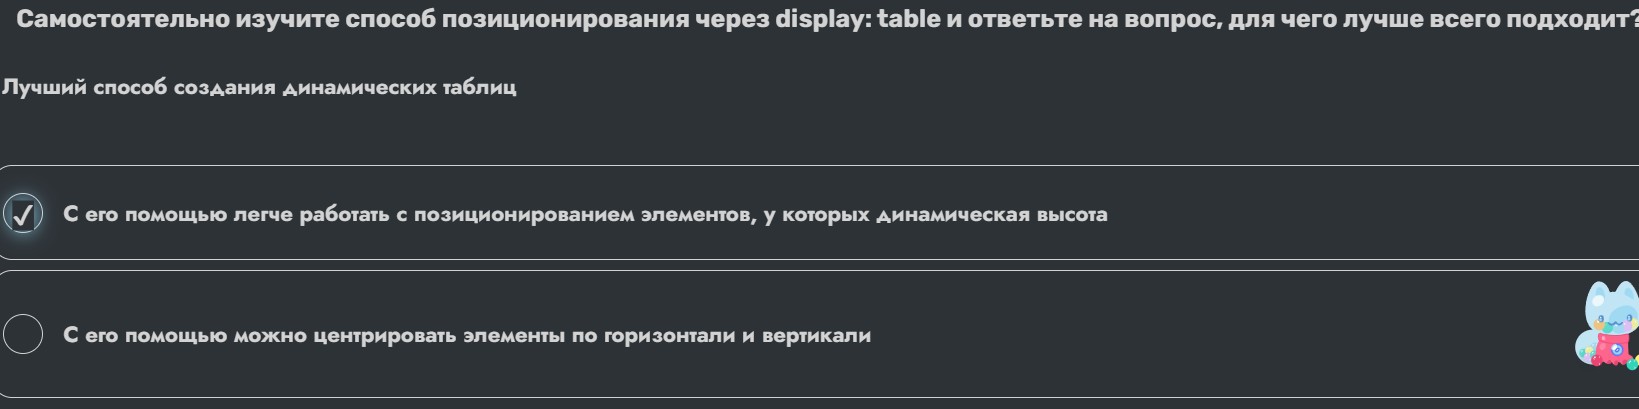 Самостоятельно изучите способ позиционирования через display: table и ответьте на вопрос, для чего лучше всего подходит?
Лучший способ создания динамических таблиц
С его помощью легче работать с позиционированием элементов, у которых динамическая высота
С его помощью можно центрировать элементы по горизонтали и вертикали